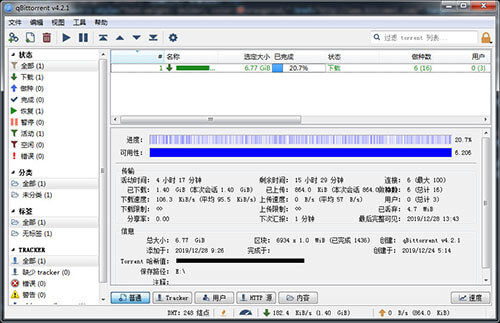 qBittorrent v4.2.1
文件 编辑 视图 工具 帮助
过滤 torrent 列表...
状态
全部 (1)
下载 (1)
做种 (0)
完成 (0)
恢复 (1)
暂停 (0)
活动 (1)
空闲 (0)
错误 (0)
分类
全部 (1)
未分类 (1)
标签
全部 (1)
无标签 (1)
TRACKER
全部 (1)
缺少 tracker (0)
错误 (0)
警告 (0)
# 名称 选定大小 已完成 状态 做种数 用户
1 6.77 GiB 20.7% 下载 6 (16) 0 (3)
进度: 20.7%
可用性: 6.206
传输
活动时间: 4 小时 17 分钟 剩余时间: 15 小时 29 分钟 连接: 6 (最大 100)
已下载: 1.40 GiB (本次会话 1.40 GiB) 已上传: 864.0 KiB (本次会话 864.0 6 (总计 16)
下载速度: 106.3 KiB/s (平均 95.5 KiB/s) 上传速度: 0 B/s (平均 57 B/s) 用户: 0 (总计 3)
下载限制: ∞ 上传限制: ∞ 已丢弃: 4.7 MiB
分享率: 0.00 下次汇报: 1 分钟 最后完整可见: 2019/12/28 13:43
信息
总大小: 6.77 GiB 区块: 6934 x 1.0 MiB (已完成 1436) 创建: qBittorrent v4.2.1
添加于: 2019/12/28 9:26 完成于: 创建于: 2019/12/24 5:14
Torrent 哈希值:
保存路径: E:\
注释:
普通 Tracker 用户 HTTP 源 内容 速度
DHT: 248 结点 182.4 KiB/s (1.40 GiB) 0 B/s (864.0 KiB)